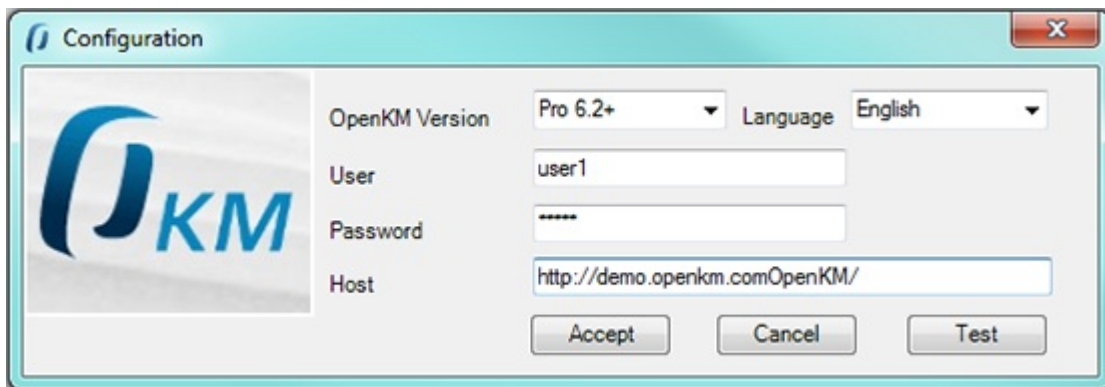 Configuration
OpenKM Version Pro 6.2+ Language English
User user1
Password •••••
Host http://demo.openkm.comOpenKM/
OKM
Accept Cancel Test